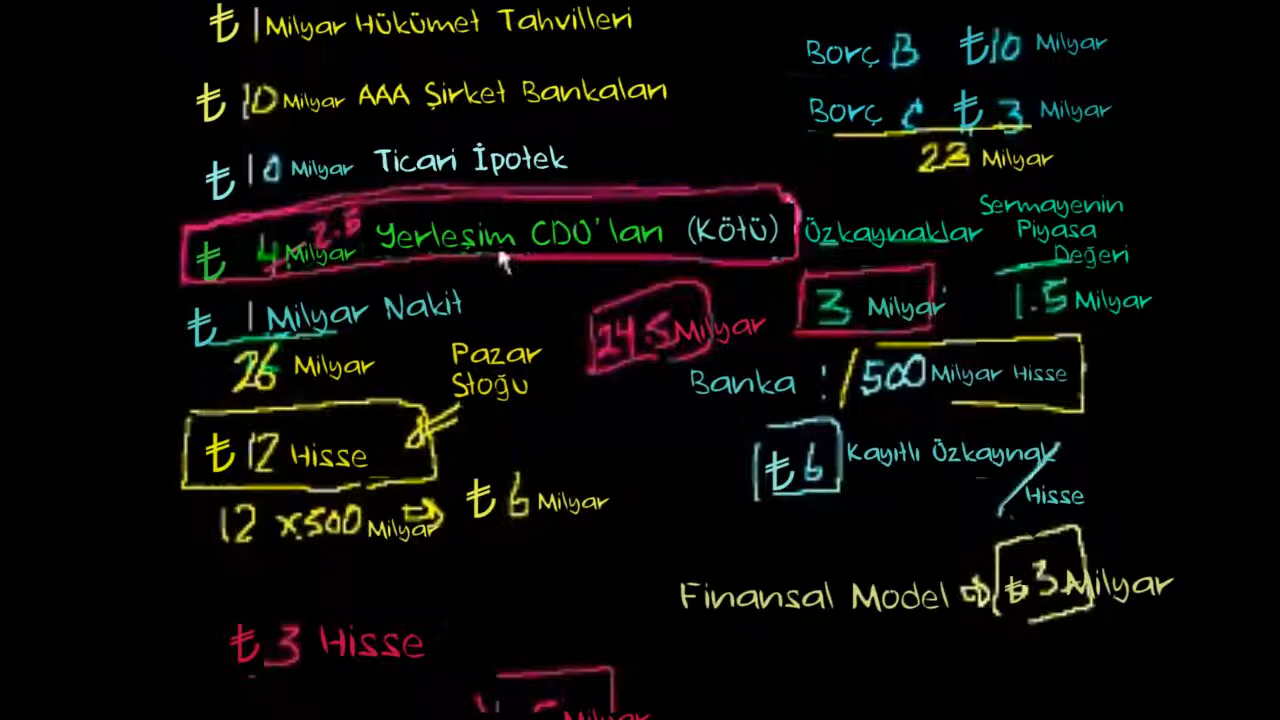 ₺ 1 Milyar Hükümet Tahvilleri
₺ 10 Milyar AAA Şirket Bankaları
₺ 10 Milyar Ticari İpotek
₺ 4 Milyar 2.5 Yerleşim CDO'ları (Kötü)
₺ 1 Milyar Nakit
26 Milyar
Pazar
Stoğu
₺ 12 Hisse
12 x 500 Milyar ⇒ ₺ 6 Milyar
₺ 3 Hisse
24.5 Milyar
Borç B ₺10 Milyar
Borç C ₺ 3 Milyar
23 Milyar
Özkaynaklar
Sermayenin
Piyasa
Değeri
3 Milyar
1.5 Milyar
Banka : 500 Milyar Hisse
₺ 6 Kayıtlı Özkaynak
/ Hisse
Finansal Model ⇒ ₺ 3 Milyar
Milyar